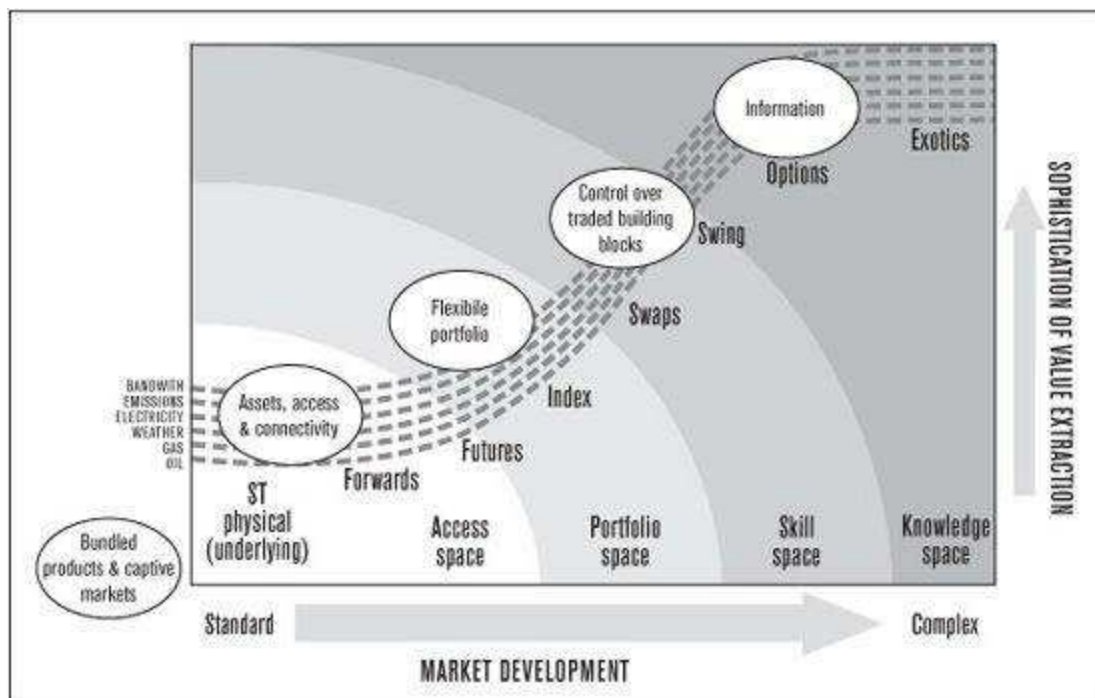 Information
Exotics
Options
Control over
traded building
blocks
Swing
Flexibile
portfolio
Swaps
BANDWITH
EMISSIONS
ELECTRICITY
WEATHER
GAS
OIL
Assets, access
& connectivity
Index
Futures
Forwards
ST
physical
(underlying)
Access
space
Portfolio
space
Skill
space
Knowledge
space
Bundled
products & captive
markets
Standard
Complex
MARKET DEVELOPMENT
SOPHISTICATION OF VALUE EXTRACTION